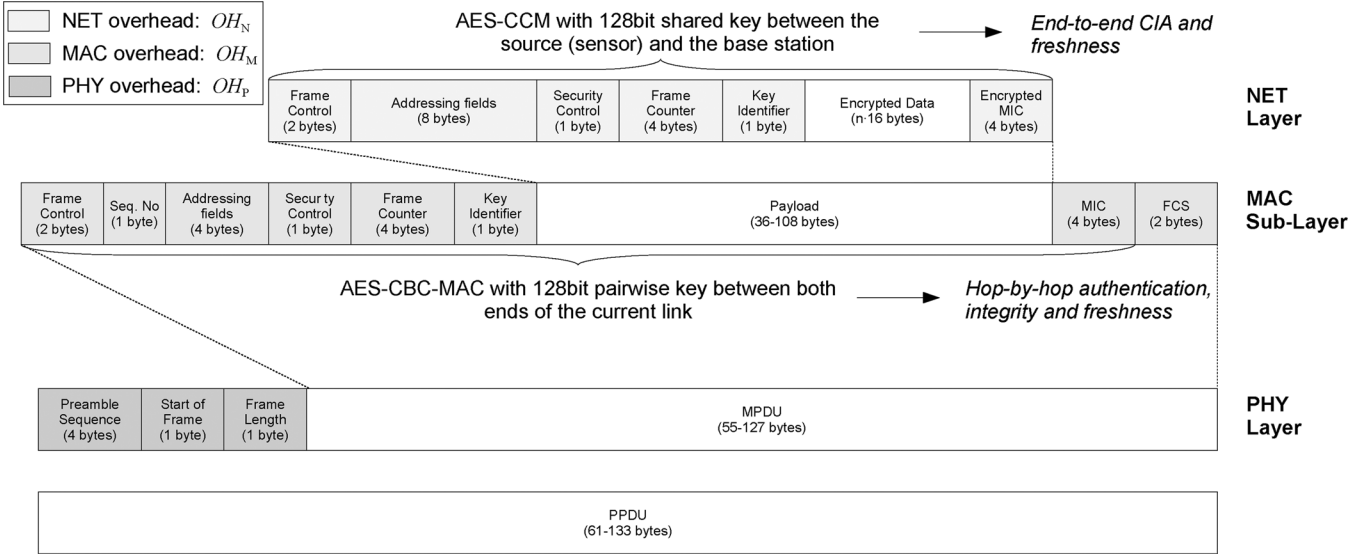 NET overhead: OH_N
MAC overhead: OH_M
PHY overhead: OH_P
AES-CCM with 128bit shared key between the
source (sensor) and the base station
End-to-end CIA and
freshness
Frame
Control
(2 bytes)
Addressing fields
(8 bytes)
Security
Control
(1 byte)
Frame
Counter
(4 bytes)
Key
Identifier
(1 byte)
Encrypted Data
(n·16 bytes)
Encrypted
MIC
(4 bytes)
NET
Layer
Frame
Control
(2 bytes)
Seq. No
(1 byte)
Addressing
fields
(4 bytes)
Secur ty
Control
(1 byte)
Frame
Counter
(4 bytes)
Key
Identifier
(1 byte)
Payload
(36-108 bytes)
MIC
(4 bytes)
FCS
(2 bytes)
MAC
Sub-Layer
AES-CBC-MAC with 128bit pairwise key between both
ends of the current link
Hop-by-hop authentication,
integrity and freshness
Preamble
Sequence
(4 bytes)
Start of
Frame
(1 byte)
Frame
Length
(1 byte)
MPDU
(55-127 bytes)
PHY
Layer
PPDU
(61-133 bytes)